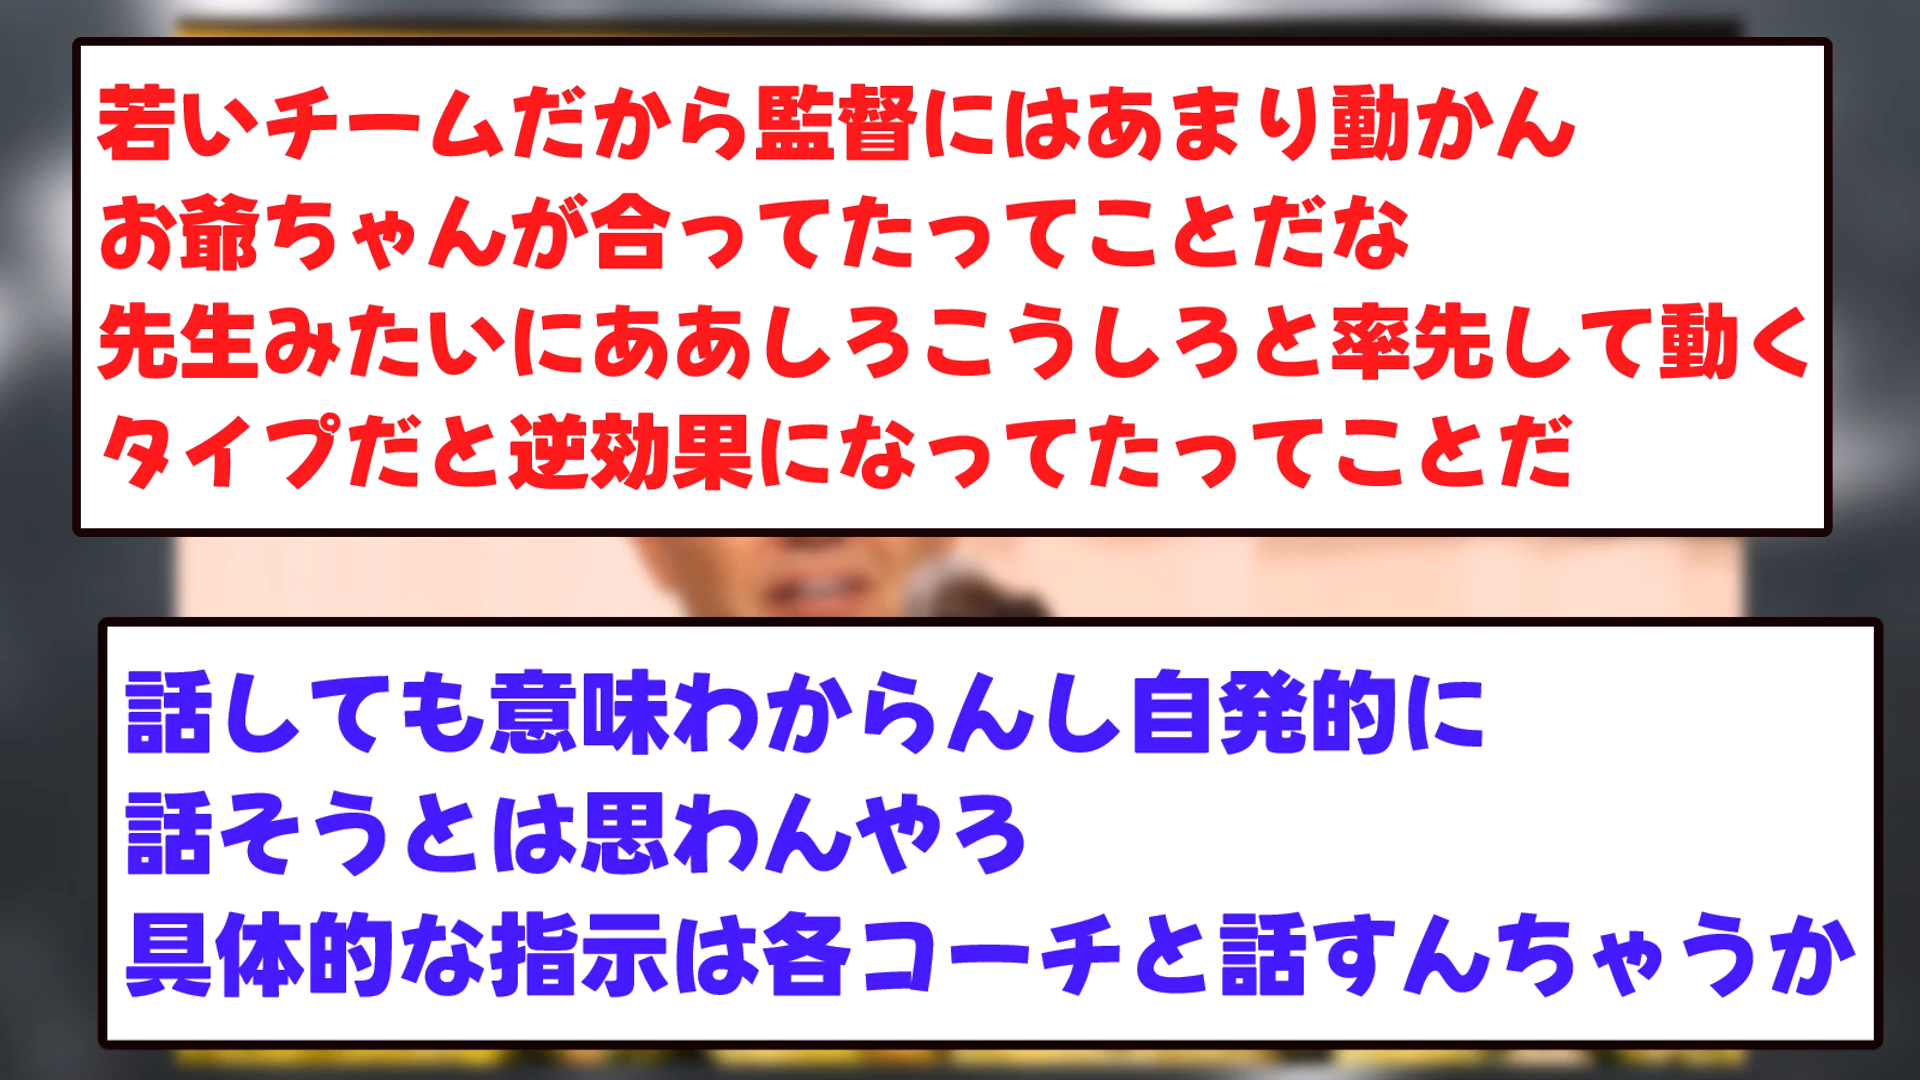 若いチームだから監督にはあまり動かん
お爺ちゃんが合ってたってことだな
先生みたいにああしろこうしろと率先して動く
タイプだと逆効果になってたってことだ
話しても意味わからんし自発的に
話そうとは思わんやろ
具体的な指示は各コーチと話すんちゃうか